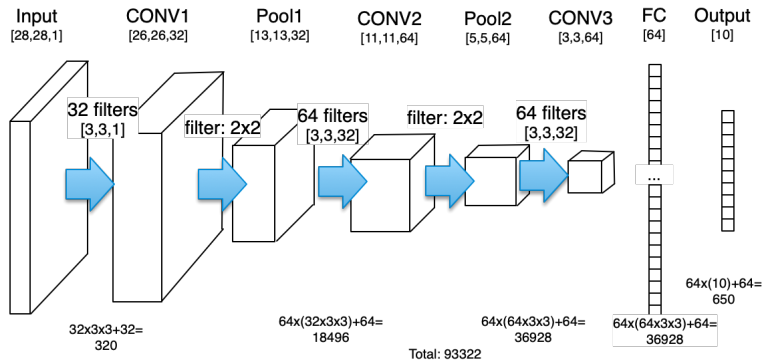 Input
[28,28,1]
CONV1
[26,26,32]
Pool1
[13,13,32]
CONV2
[11,11,64]
Pool2
[5,5,64]
CONV3
[3,3,64]
FC
[64]
Output
[10]
32 filters
[3,3,1]
filter: 2x2
64 filters
[3,3,32]
filter: 2x2
64 filters
[3,3,32]
...
32x3x3+32=
320
64x(32x3x3)+64=
18496
64x(64x3x3)+64=
36928
64x(64x3x3)+64=
36928
64x(10)+64=
650
Total: 93322